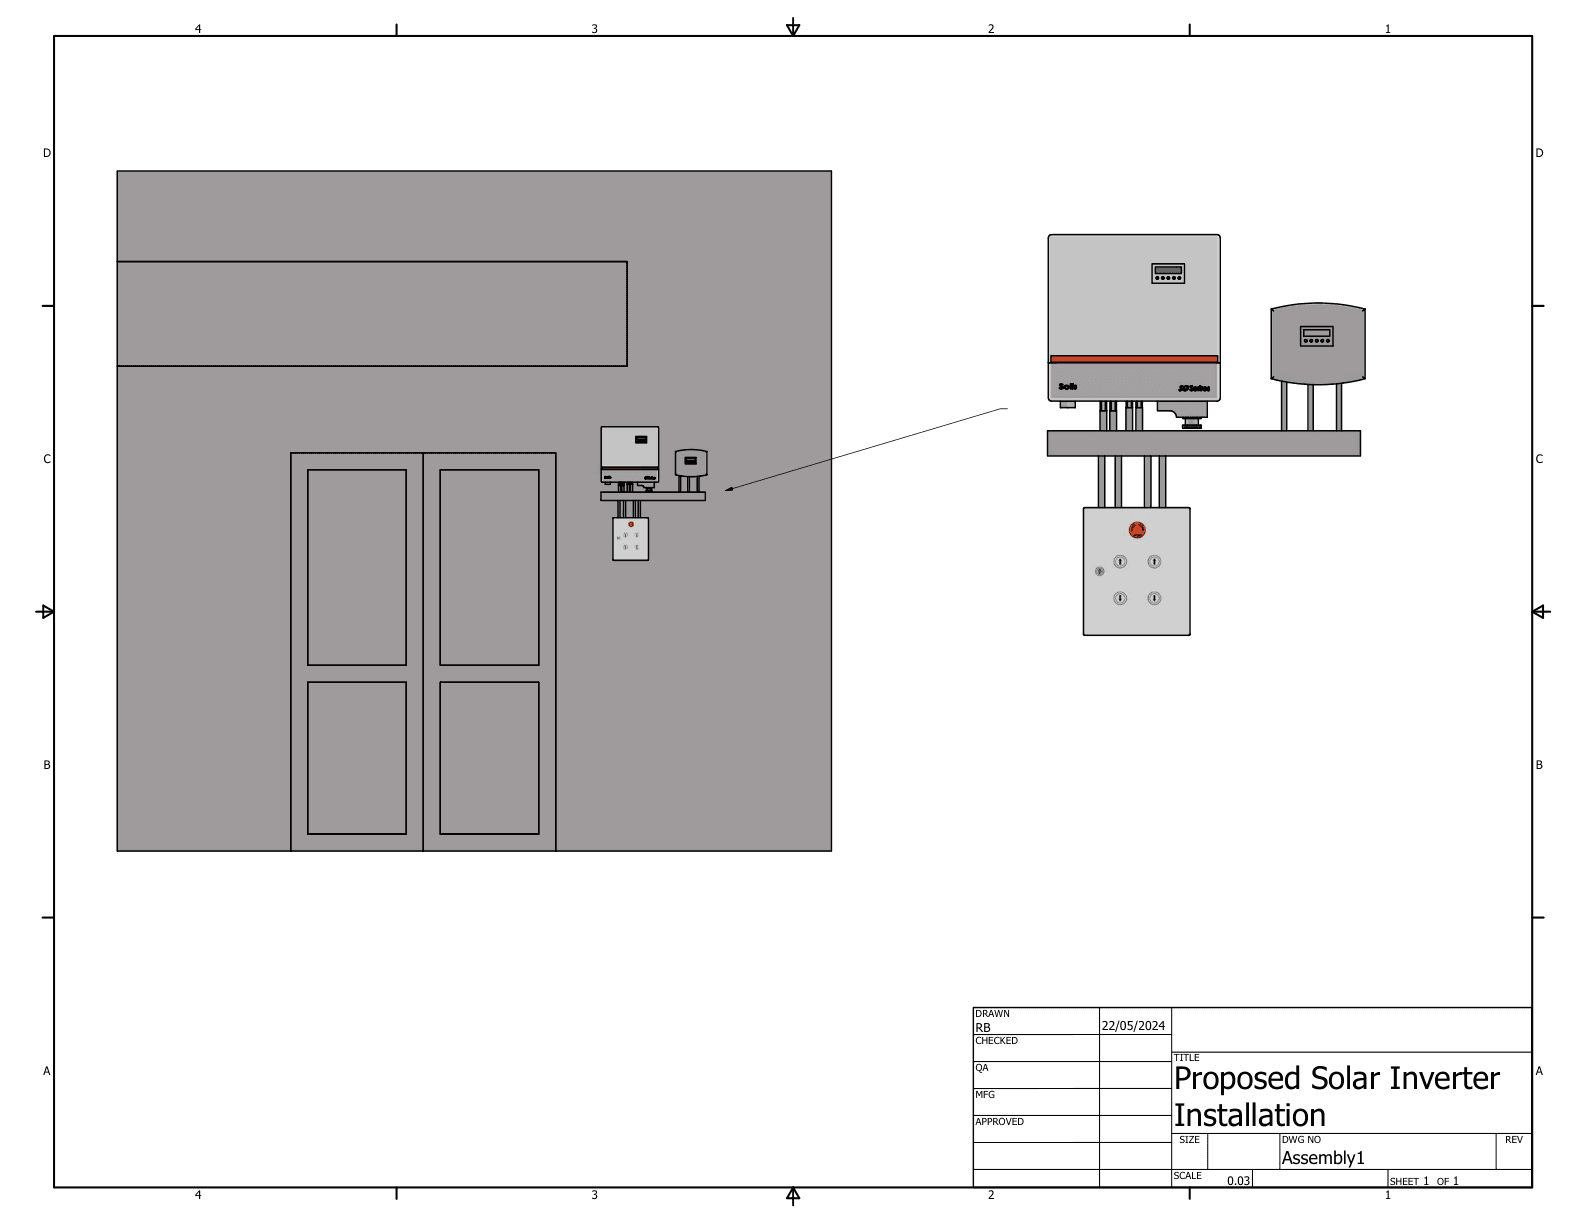 4 3 2 1
D D
Solis 5G Series
C C
B B
DRAWN
RB 22/05/2024
CHECKED
TITLE
QA
Proposed Solar Inverter
A A
MFG
Installation
APPROVED
SIZE DWG NO REV
Assembly1
SCALE 0.03 SHEET 1 OF 1
4 3 2 1